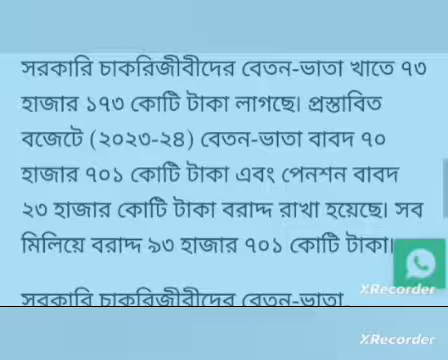 সরকারি চাকরিজীবীদের বেতন-ভাতা খাতে ৭৩
হাজার ১৭৩ কোটি টাকা লাগছে। প্রস্তাবিত
বাজেটে (২০২৩-২৪) বেতন-ভাতা বাবদ ৭০
হাজার ৭০১ কোটি টাকা এবং পেনশন বাবদ
২৩ হাজার কোটি টাকা বরাদ্দ রাখা হয়েছে। সব
মিলিয়ে বরাদ্দ ৯৩ হাজার ৭০১ কোটি টাকা।
XRecorder
সরকারি চাকরিজীবীদের বেতন-ভাতা
XRecorder